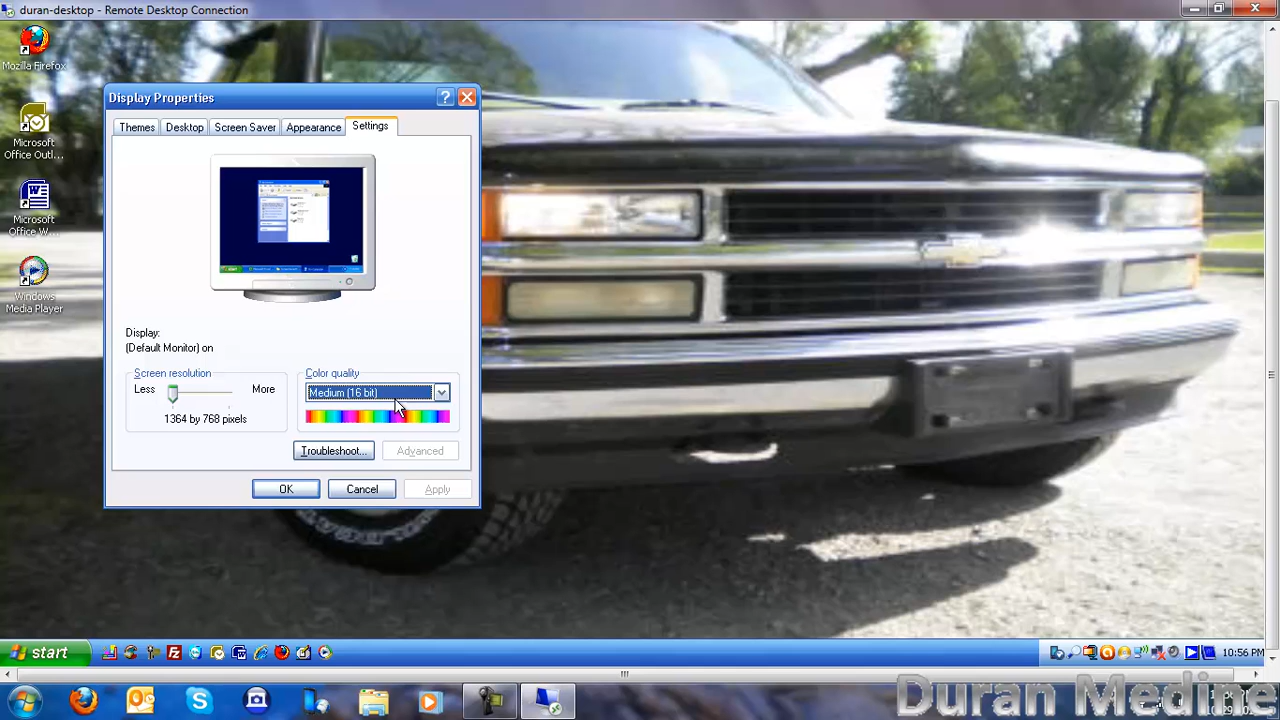 duran-desktop - Remote Desktop Connection
Mozilla Firefox
Microsoft
Office Outl...
Microsoft
Office W...
Windows
Media Player
Display Properties
Themes
Desktop
Screen Saver
Appearance
Settings
Display:
(Default Monitor) on
Screen resolution
Less
More
1364 by 768 pixels
Color quality
Medium (16 bit)
Troubleshoot...
Advanced
OK
Cancel
Apply
start
10:56 PM
Duran Medine